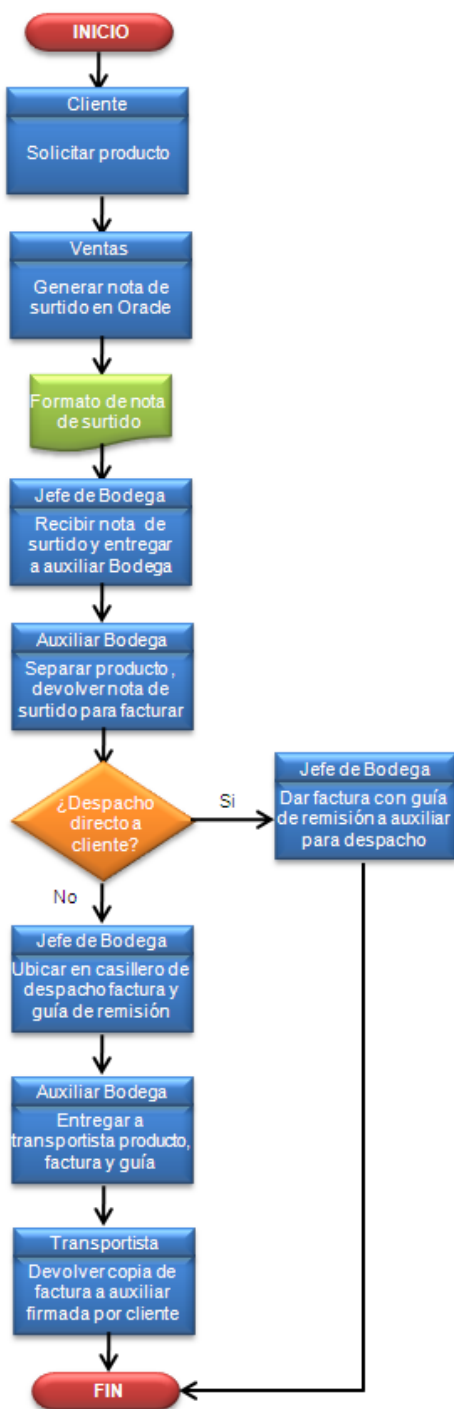 INICIO
Cliente
Solicitar producto
Ventas
Generar nota de
surtido en Oracle
Formato de nota
de surtido
Jefe de Bodega
Recibir nota de
surtido y entregar
a auxiliar Bodega
Auxiliar Bodega
Separar producto,
devolver nota de
surtido para facturar
¿Despacho
directo a
cliente?
Si
Jefe de Bodega
Dar factura con guía
de remisión a auxiliar
para despacho
No
Jefe de Bodega
Ubicar en casillero de
despacho factura y
guía de remisión
Auxiliar Bodega
Entregar a
transportista producto,
factura y guía
Transportista
Devolver copia de
factura a auxiliar
firmada por cliente
FIN